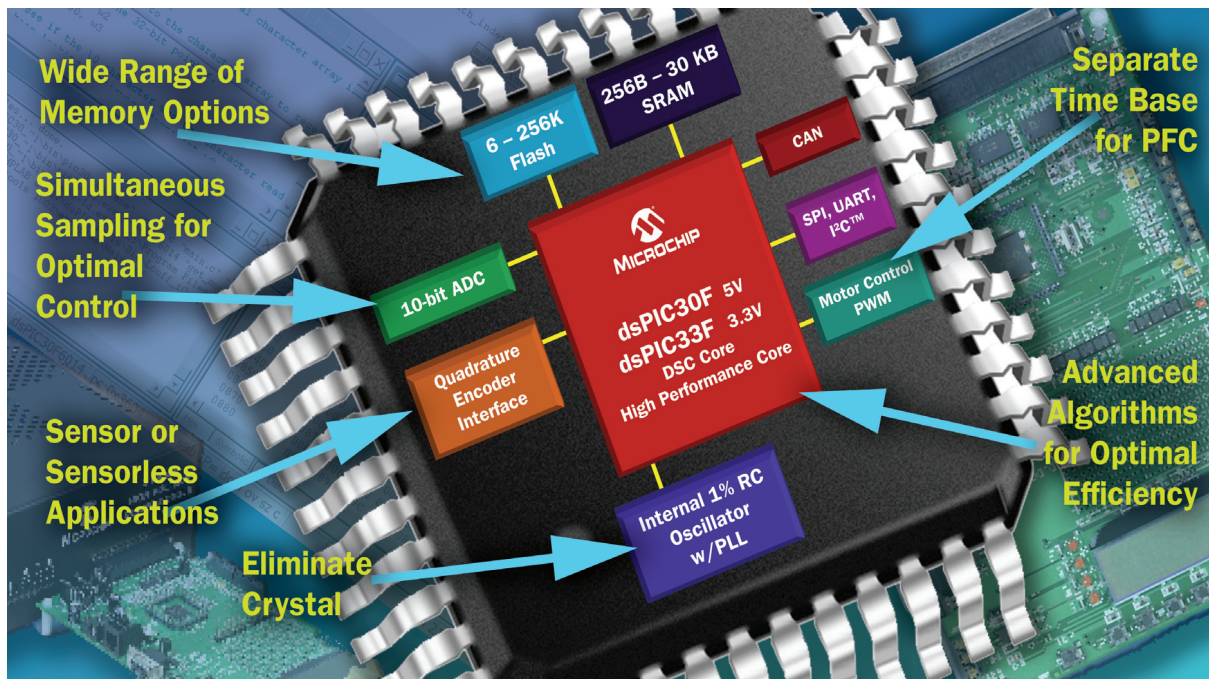 Wide Range of
Memory Options
Simultaneous
Sampling for
Optimal
Control
Sensor or
Sensorless
Applications
Eliminate
Crystal
6 – 256K
Flash
256B – 30 KB
SRAM
CAN
SPI, UART,
I²C™
Motor Control
PWM
10-bit ADC
Quadrature
Encoder
Interface
MICROCHIP
dsPIC30F 5V
dsPIC33F 3.3V
DSC Core
High Performance Core
Internal 1% RC
Oscillator
w/PLL
Separate
Time Base
for PFC
Advanced
Algorithms
for Optimal
Efficiency